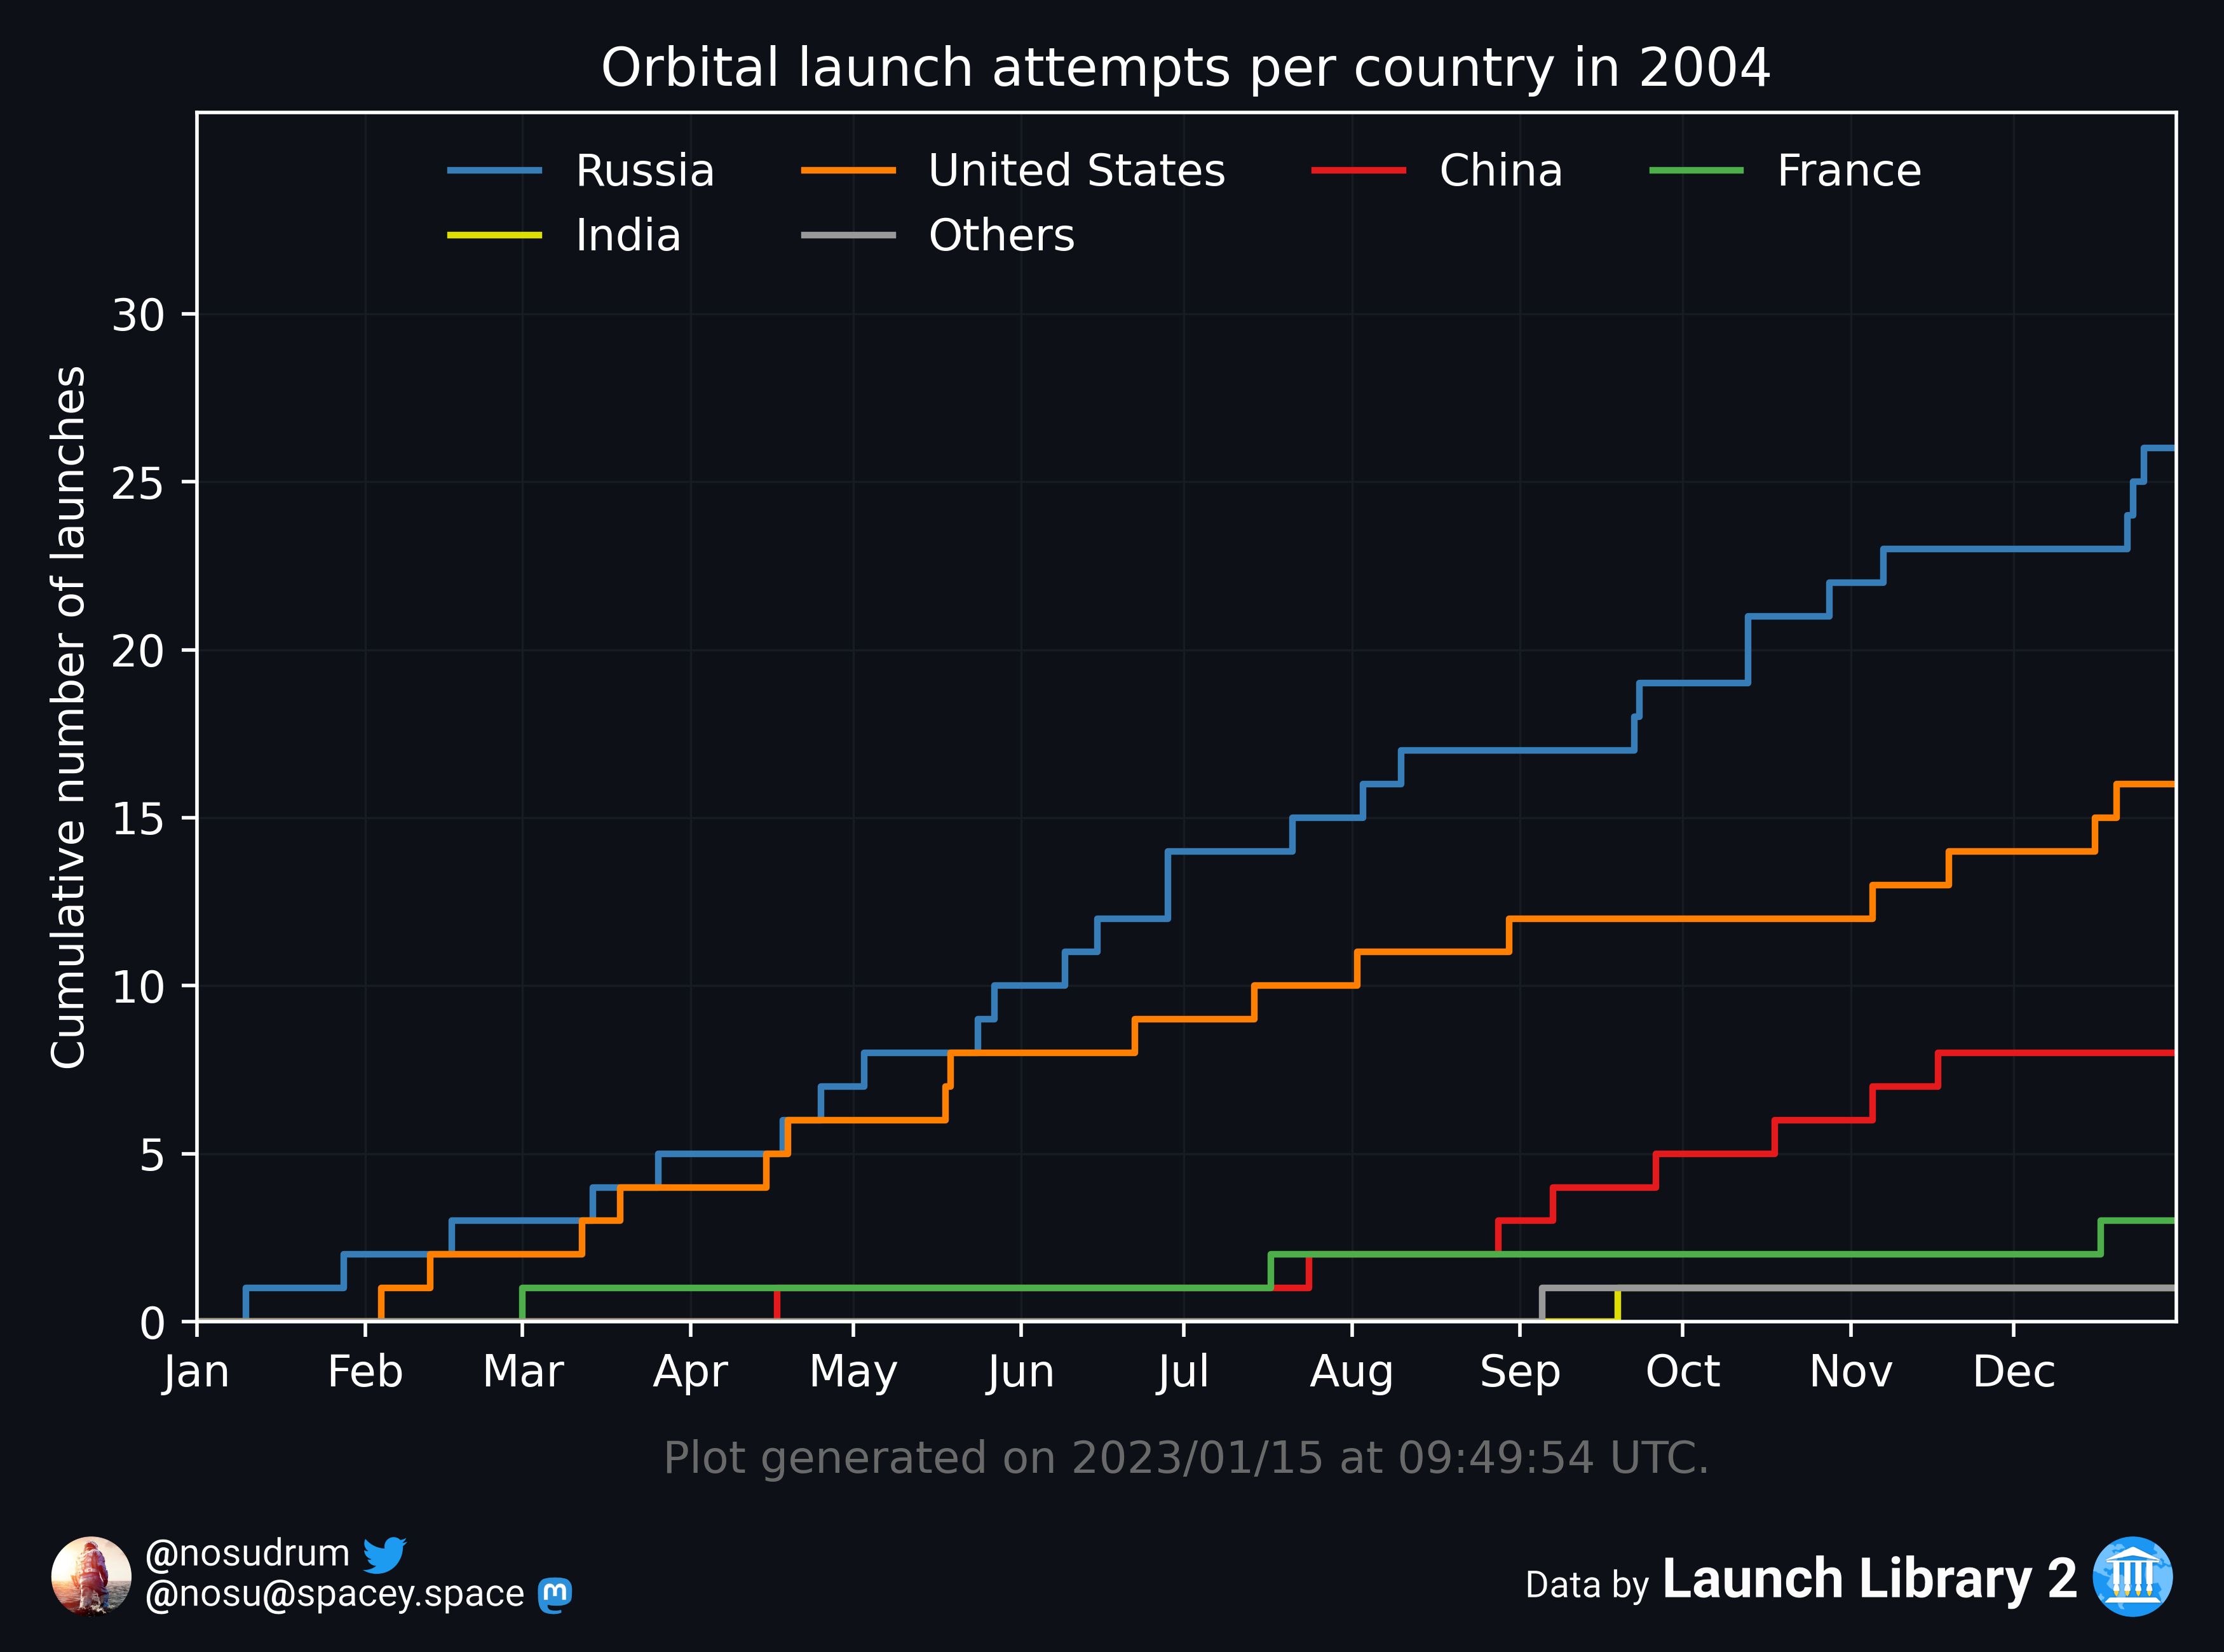 Orbital launch attempts per country in 2004
Russia United States China France
India Others
Cumulative number of launches
30
25
20
15
10
5
0
Jan Feb Mar Apr May Jun Jul Aug Sep Oct Nov Dec
Plot generated on 2023/01/15 at 09:49:54 UTC.
@nosudrum
@nosu@spacey.space
Data by Launch Library 2